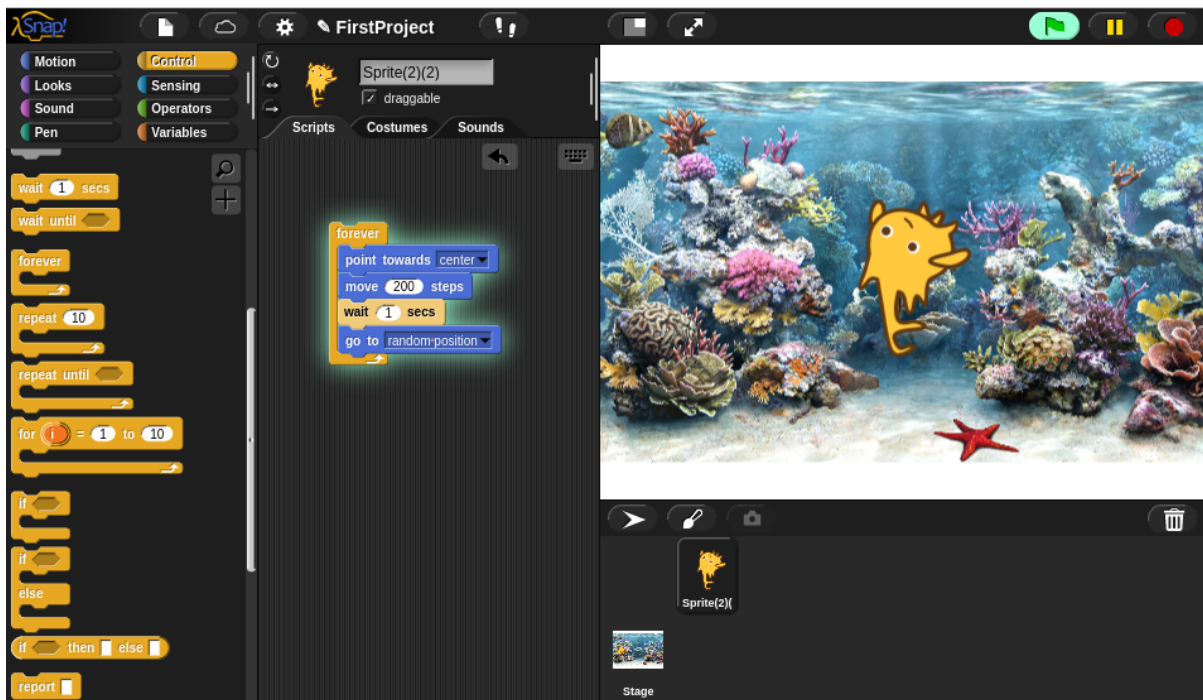 λSnap!
✎ FirstProject
Motion
Control
Looks
Sensing
Sound
Operators
Pen
Variables
wait 1 secs
wait until
forever
repeat 10
repeat until
for i = 1 to 10
if
if
else
if then else
report
Sprite(2)(2)
draggable
Scripts
Costumes
Sounds
forever
point towards center
move 200 steps
wait 1 secs
go to random position
Sprite(2)(
Stage